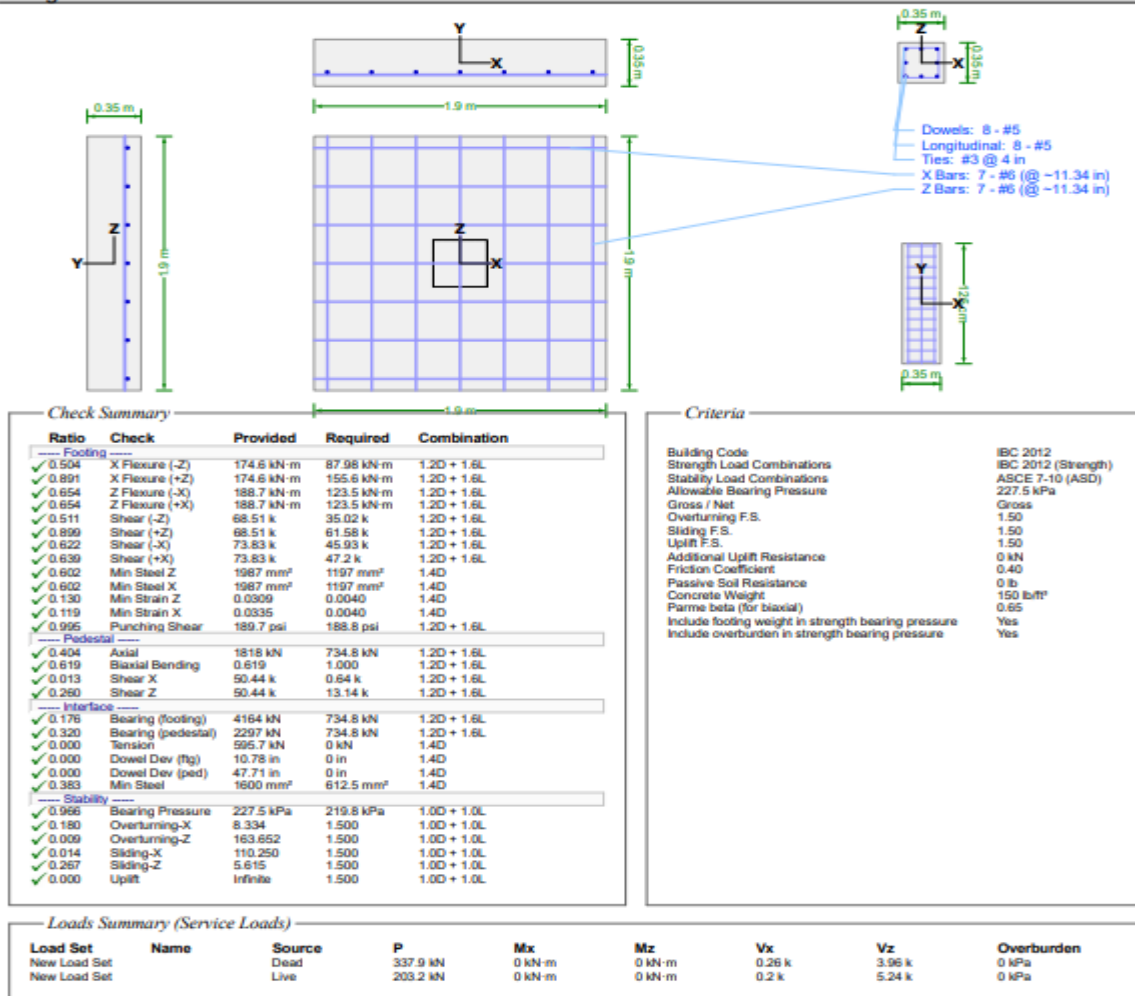 0.35 m
Y
X
0.35m
1.9 m
0.35 m
Z
X
0.35m
Dowels: 8 - #5
Longitudinal: 8 - #5
Ties: #3 @ 4 in
X Bars: 7 - #6 (@ ~11.34 in)
Z Bars: 7 - #6 (@ ~11.34 in)
Z
Y
1.9 m
Z
X
1.9 m
Y
X
0.35 m
1.9 m
Check Summary
Ratio Check Provided Required Combination
----- Footing -----
0.504 X Flexure (-Z) 174.6 kN·m 87.98 kN·m 1.2D + 1.6L
0.891 X Flexure (+Z) 174.6 kN·m 155.6 kN·m 1.2D + 1.6L
0.654 Z Flexure (-X) 188.7 kN·m 123.5 kN·m 1.2D + 1.6L
0.654 Z Flexure (+X) 188.7 kN·m 123.5 kN·m 1.2D + 1.6L
0.511 Shear (-Z) 68.51 k 35.02 k 1.2D + 1.6L
0.899 Shear (+Z) 68.51 k 61.58 k 1.2D + 1.6L
0.622 Shear (-X) 73.83 k 45.93 k 1.2D + 1.6L
0.639 Shear (+X) 73.83 k 47.2 k 1.2D + 1.6L
0.602 Min Steel Z 1987 mm² 1197 mm² 1.4D
0.602 Min Steel X 1987 mm² 1197 mm² 1.4D
0.130 Min Strain Z 0.0309 0.0040 1.4D
0.119 Min Strain X 0.0335 0.0040 1.4D
0.995 Punching Shear 189.7 psi 188.8 psi 1.2D + 1.6L
----- Pedestal -----
0.404 Axial 1818 kN 734.8 kN 1.2D + 1.6L
0.619 Biaxial Bending 0.619 1.000 1.2D + 1.6L
0.013 Shear X 50.44 k 0.64 k 1.2D + 1.6L
0.260 Shear Z 50.44 k 13.14 k 1.2D + 1.6L
----- Interface -----
0.176 Bearing (footing) 4164 kN 734.8 kN 1.2D + 1.6L
0.320 Bearing (pedestal) 2297 kN 734.8 kN 1.2D + 1.6L
0.000 Tension 595.7 kN 0 kN 1.4D
0.000 Dowel Dev (ftg) 10.78 in 0 in 1.4D
0.000 Dowel Dev (ped) 47.71 in 0 in 1.4D
0.383 Min Steel 1600 mm² 612.5 mm² 1.4D
----- Stability -----
0.966 Bearing Pressure 227.5 kPa 219.8 kPa 1.0D + 1.0L
0.180 Overturning-X 8.334 1.500 1.0D + 1.0L
0.009 Overturning-Z 163.652 1.500 1.0D + 1.0L
0.014 Sliding-X 110.250 1.500 1.0D + 1.0L
0.267 Sliding-Z 5.615 1.500 1.0D + 1.0L
0.000 Uplift Infinite 1.500 1.0D + 1.0L
Criteria
Building Code IBC 2012
Strength Load Combinations IBC 2012 (Strength)
Stability Load Combinations ASCE 7-10 (ASD)
Allowable Bearing Pressure 227.5 kPa
Gross / Net Gross
Overturning F.S. 1.50
Sliding F.S. 1.50
Uplift F.S. 1.50
Additional Uplift Resistance 0 kN
Friction Coefficient 0.40
Passive Soil Resistance 0 lb
Concrete Weight 150 lb/ft³
Parme beta (for biaxial) 0.65
Include footing weight in strength bearing pressure Yes
Include overburden in strength bearing pressure Yes
Loads Summary (Service Loads)
Load Set Name Source P Mx Mz Vx Vz Overburden
New Load Set Dead 337.9 kN 0 kN·m 0 kN·m 0.26 k 3.96 k 0 kPa
New Load Set Live 203.2 kN 0 kN·m 0 kN·m 0.2 k 5.24 k 0 kPa